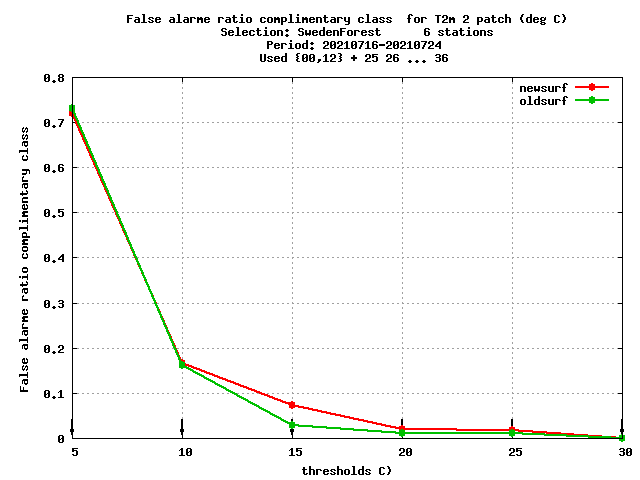 False alarme ratio complimentary class  for T2m 2 patch (deg C)
Selection: SwedenForest      6 stations
Period: 20210716-20210724
Used {00,12} + 25 26 ... 36
newsurf
oldsurf
False alarme ratio complimentary class
0.8
0.7
0.6
0.5
0.4
0.3
0.2
0.1
0
5 10 15 20 25 30
thresholds C)